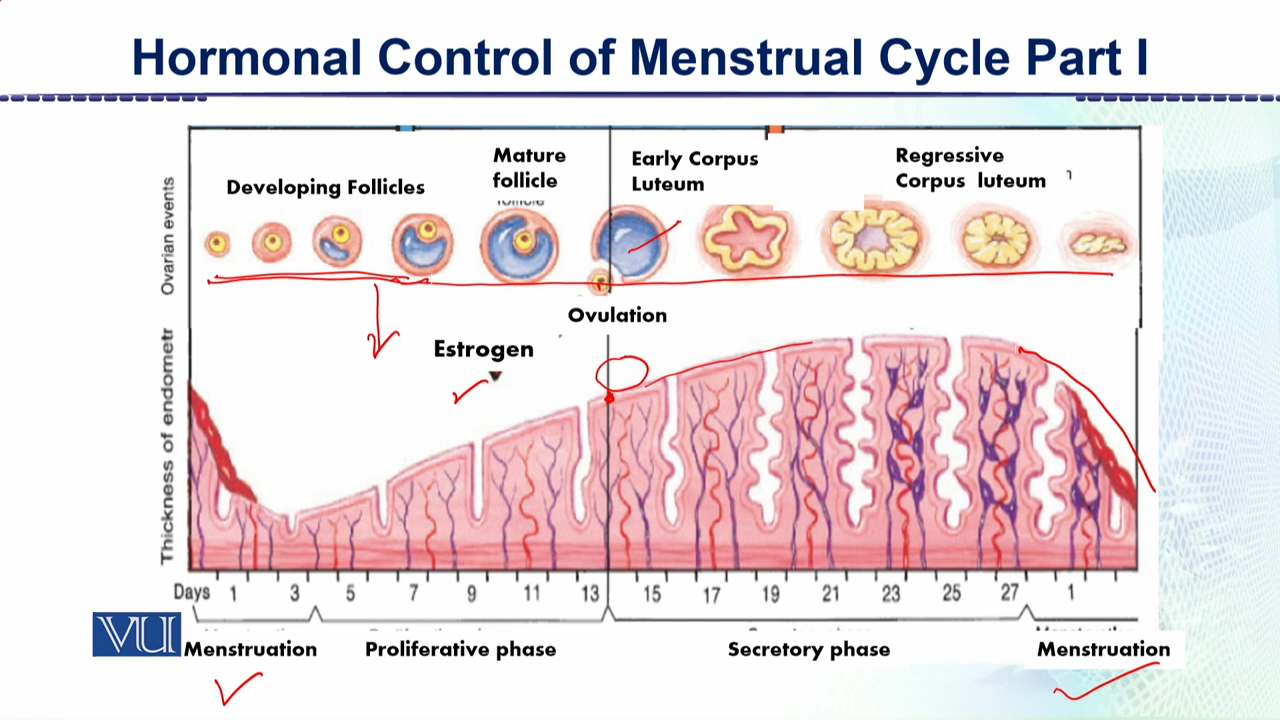 Hormonal Control of Menstrual Cycle Part I
Ovarian events
Developing Follicles
Mature
follicle
Early Corpus
Luteum
Regressive
Corpus luteum
Ovulation
Estrogen
Thickness of endometr
Days 1 3 5 7 9 11 13 15 17 19 21 23 25 27 1
VU
Menstruation
Proliferative phase
Secretory phase
Menstruation